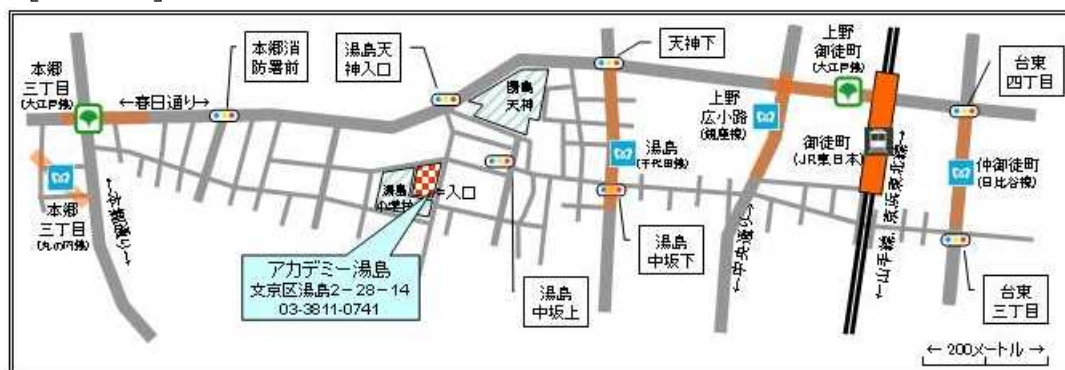 本郷
三丁目
(大江戸線)
←春日通り→
本郷消
防署前
湯島天
神入口
湯島
天神
天神下
上野
御徒町
(大江戸線)
台東
四丁目
上野
広小路
(銀座線)
湯島
(千代田線)
御徒町
(JR東日本)
仲御徒町
(日比谷線)
本郷
三丁目
(丸の内線)
←本郷通り→
湯島
小学校
←入口
アカデミー湯島
文京区湯島2-28-14
03-3811-0741
湯島
中坂上
湯島
中坂下
←中央通り→
←山手線、京浜東北線→
台東
三丁目
← 200メートル →